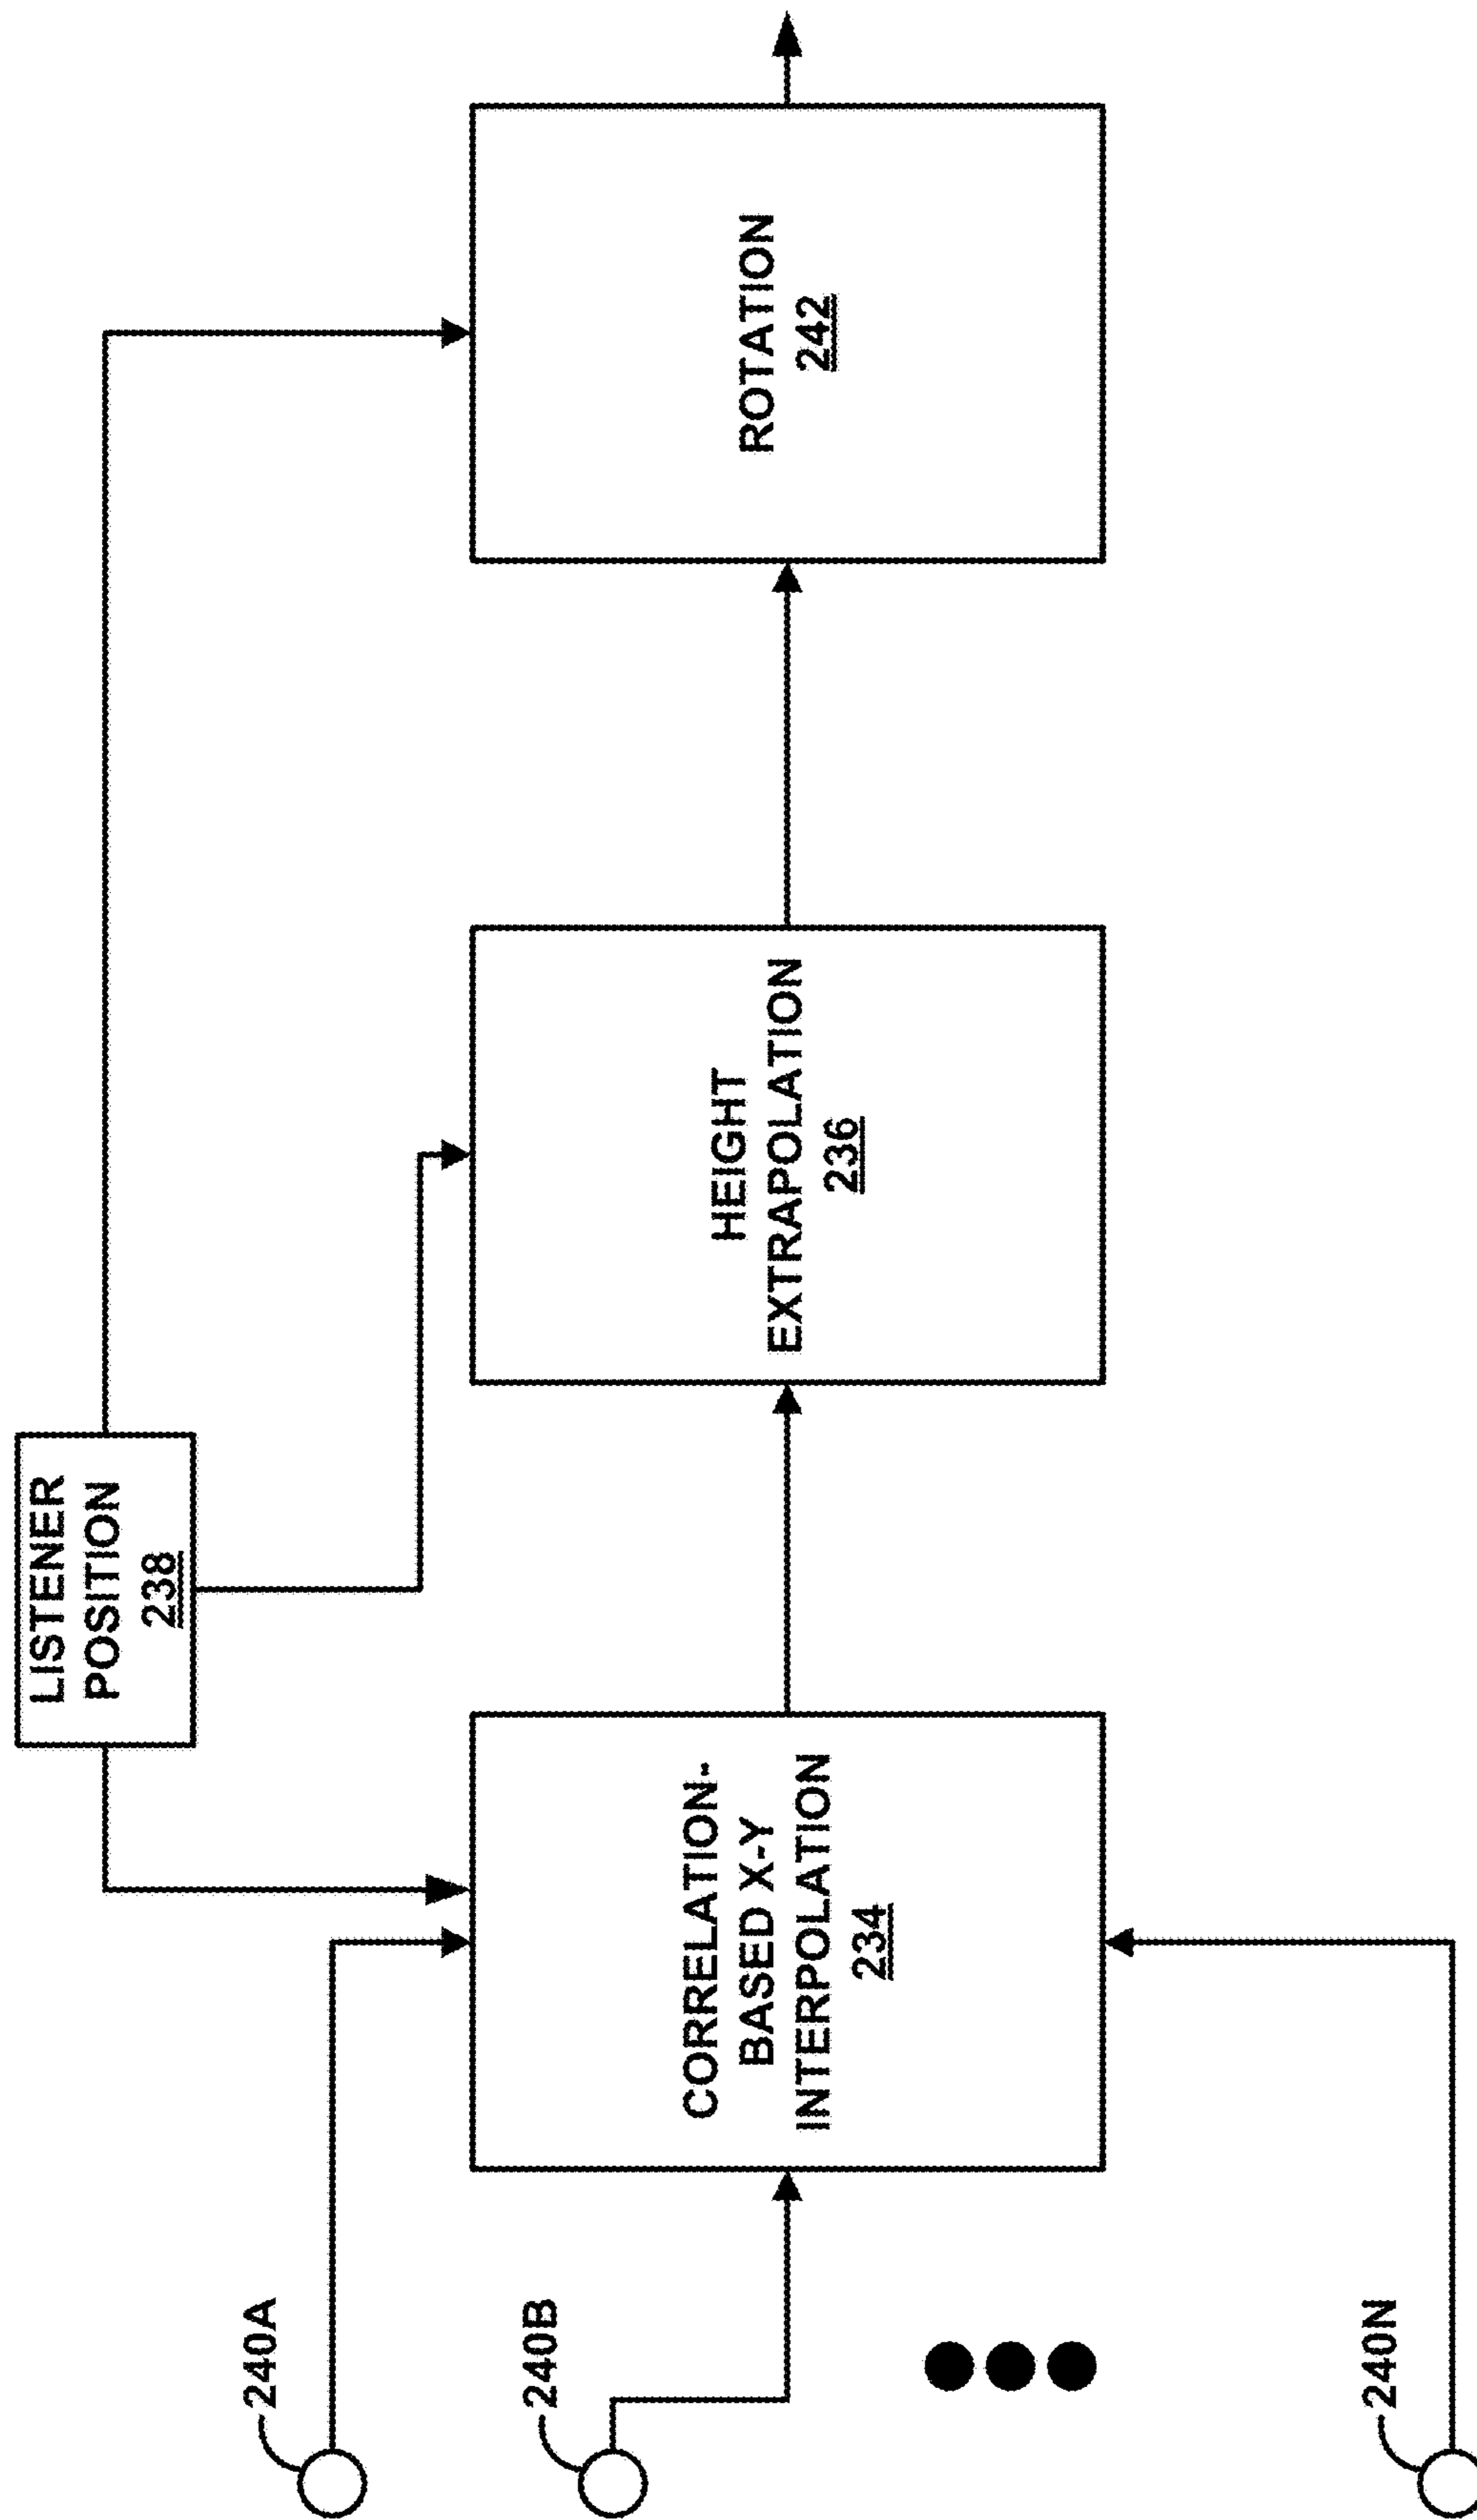 LISTENER
POSITION
238
240A
240B
240N
CORRELATION-
BASED X-Y
INTERPOLATION
234
HEIGHT
EXTRAPOLATION
236
ROTATION
242